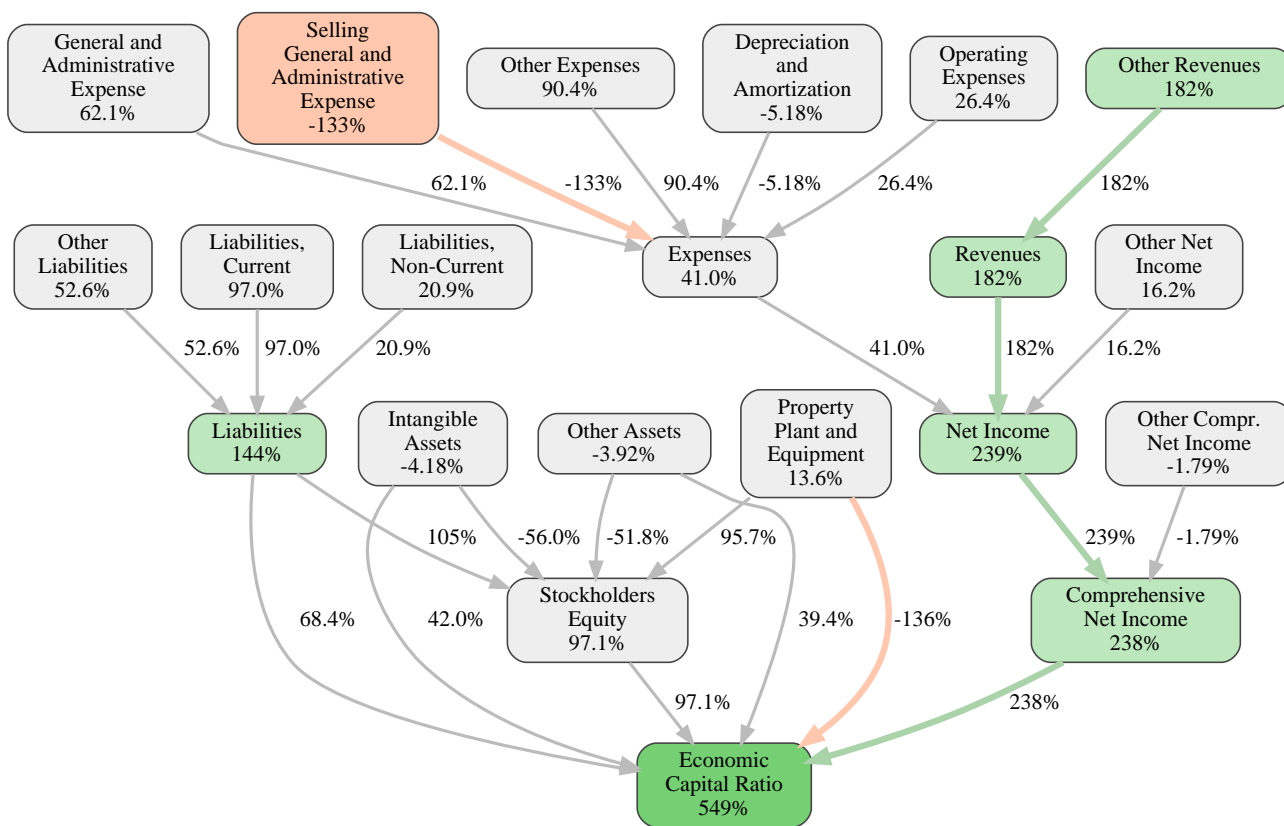 General and
Administrative
Expense
62.1%
Selling
General and
Administrative
Expense
-133%
Other Expenses
90.4%
Depreciation
and
Amortization
-5.18%
Operating
Expenses
26.4%
Other Revenues
182%
62.1%
-133%
90.4%
-5.18%
26.4%
182%
Other
Liabilities
52.6%
Liabilities,
Current
97.0%
Liabilities,
Non-Current
20.9%
Expenses
41.0%
Revenues
182%
Other Net
Income
16.2%
52.6%
97.0%
20.9%
41.0%
182%
16.2%
Liabilities
144%
Intangible
Assets
-4.18%
Other Assets
-3.92%
Property
Plant and
Equipment
13.6%
Net Income
239%
Other Compr.
Net Income
-1.79%
105%
-56.0%
-51.8%
95.7%
239%
-1.79%
Stockholders
Equity
97.1%
Comprehensive
Net Income
238%
68.4%
42.0%
39.4%
-136%
97.1%
238%
Economic
Capital Ratio
549%